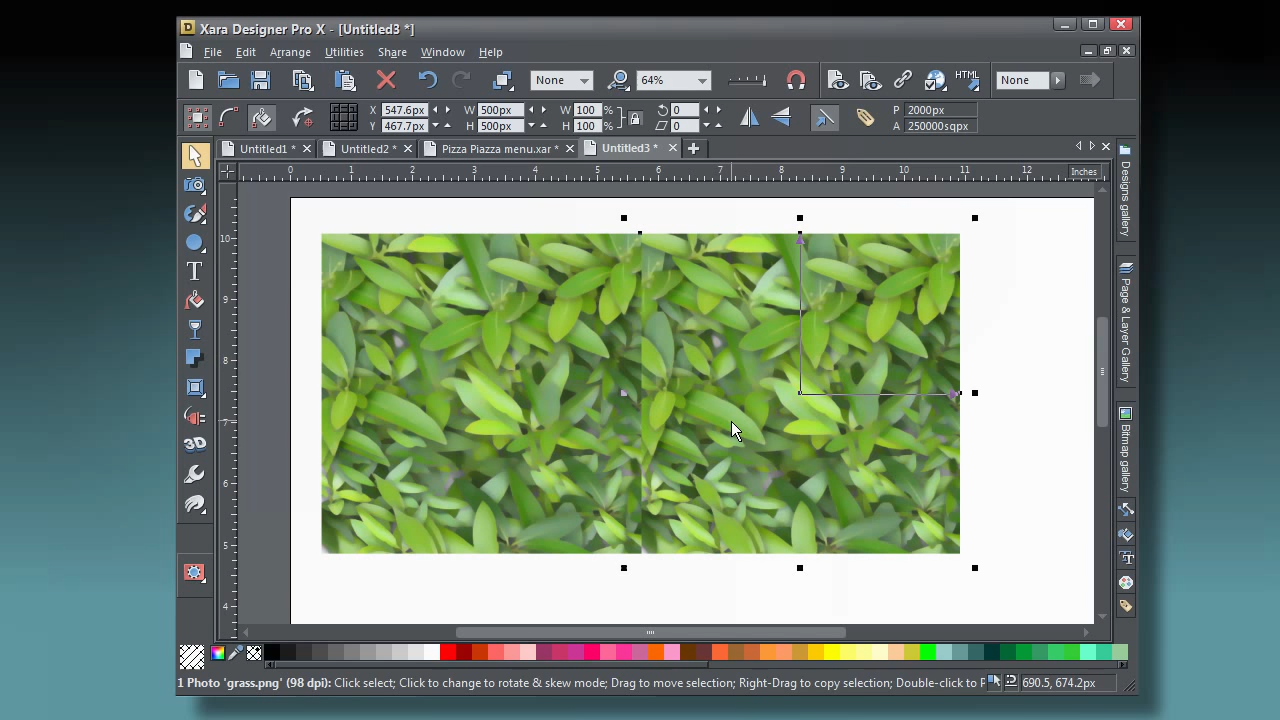 Xara Designer Pro X - [Untitled3 *]
File Edit Arrange Utilities Share Window Help
None 64% HTML None
X 547.6px W 500px W 100 % 0 P 2000px
Y 467.7px H 500px H 100 % 0 A 250000sqpx
Untitled1 * Untitled2 * Pizza Piazza menu.xar * Untitled3 *
0 1 2 3 4 5 6 7 8 9 10 11 12 Inches
10
9
8
7
6
5
4
T
3D
Designs gallery
Page & Layer Gallery
Bitmap gallery
1 Photo 'grass.png' (98 dpi): Click select; Click to change to rotate & skew mode; Drag to move selection; Right-Drag to copy selection; Double-click to 690.5, 674.2px